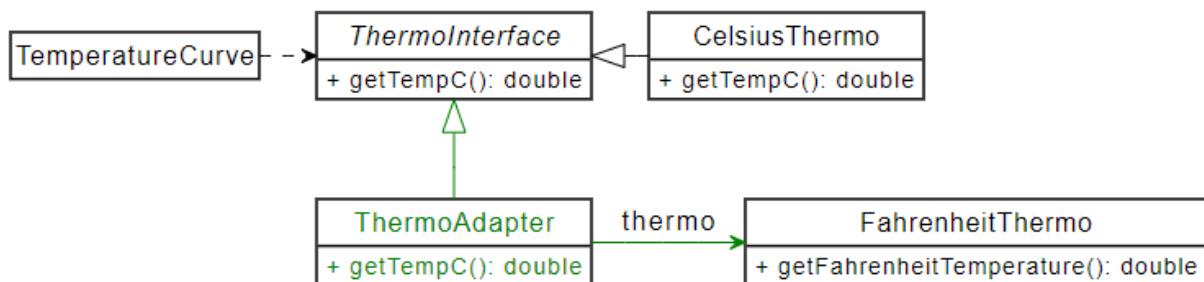 ThermoInterface
CelsiusThermo
TemperatureCurve
+ getTempC(): double
+ getTempC(): double
ThermoAdapter
thermo
FahrenheitThermo
+ getTempC(): double
+ getFahrenheitTemperature(): double